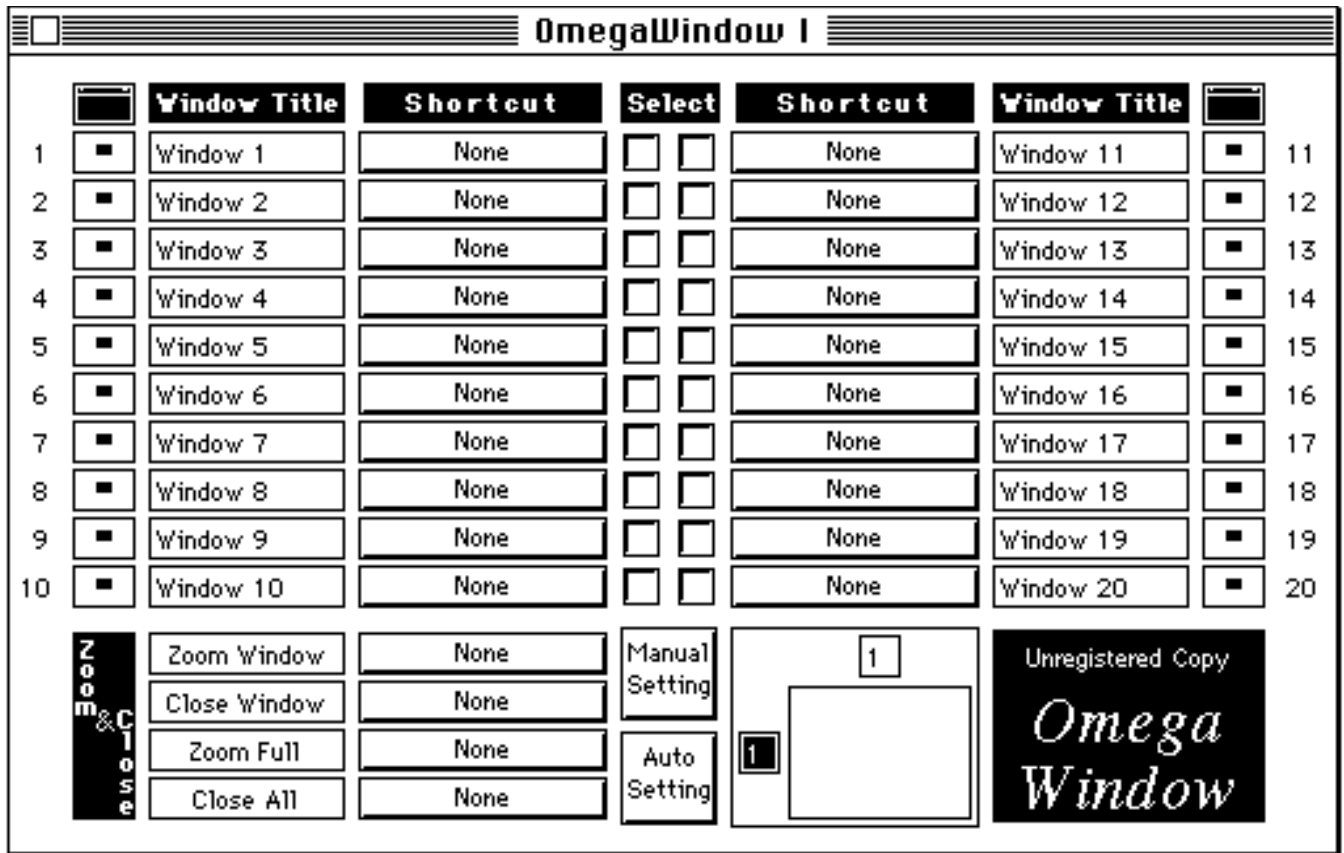 OmegaWindow I
Window Title Shortcut Select Shortcut Window Title
1 Window 1 None None Window 11 11
2 Window 2 None None Window 12 12
3 Window 3 None None Window 13 13
4 Window 4 None None Window 14 14
5 Window 5 None None Window 15 15
6 Window 6 None None Window 16 16
7 Window 7 None None Window 17 17
8 Window 8 None None Window 18 18
9 Window 9 None None Window 19 19
10 Window 10 None None Window 20 20
Zoom & Close
Zoom Window None
Close Window None
Zoom Full None
Close All None
Manual
Setting
Auto
Setting
1
1
Unregistered Copy
Omega
Window